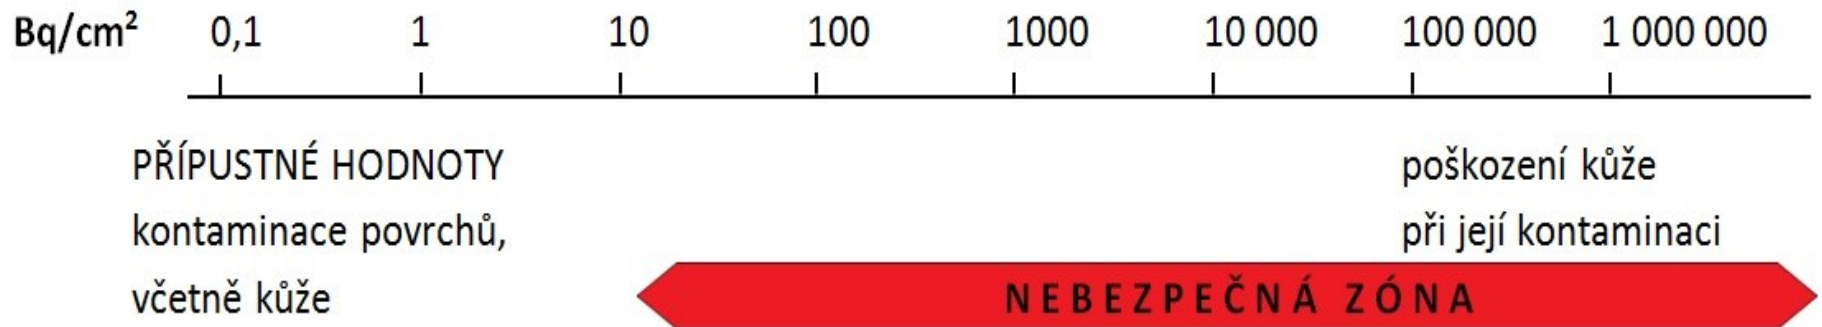 Bq/cm² 0,1 1 10 100 1000 10 000 100 000 1 000 000
PŘÍPUSTNÉ HODNOTY
kontaminace povrchů,
včetně kůže
poškození kůže
při její kontaminaci
NEBEZPEČNÁ ZÓNA